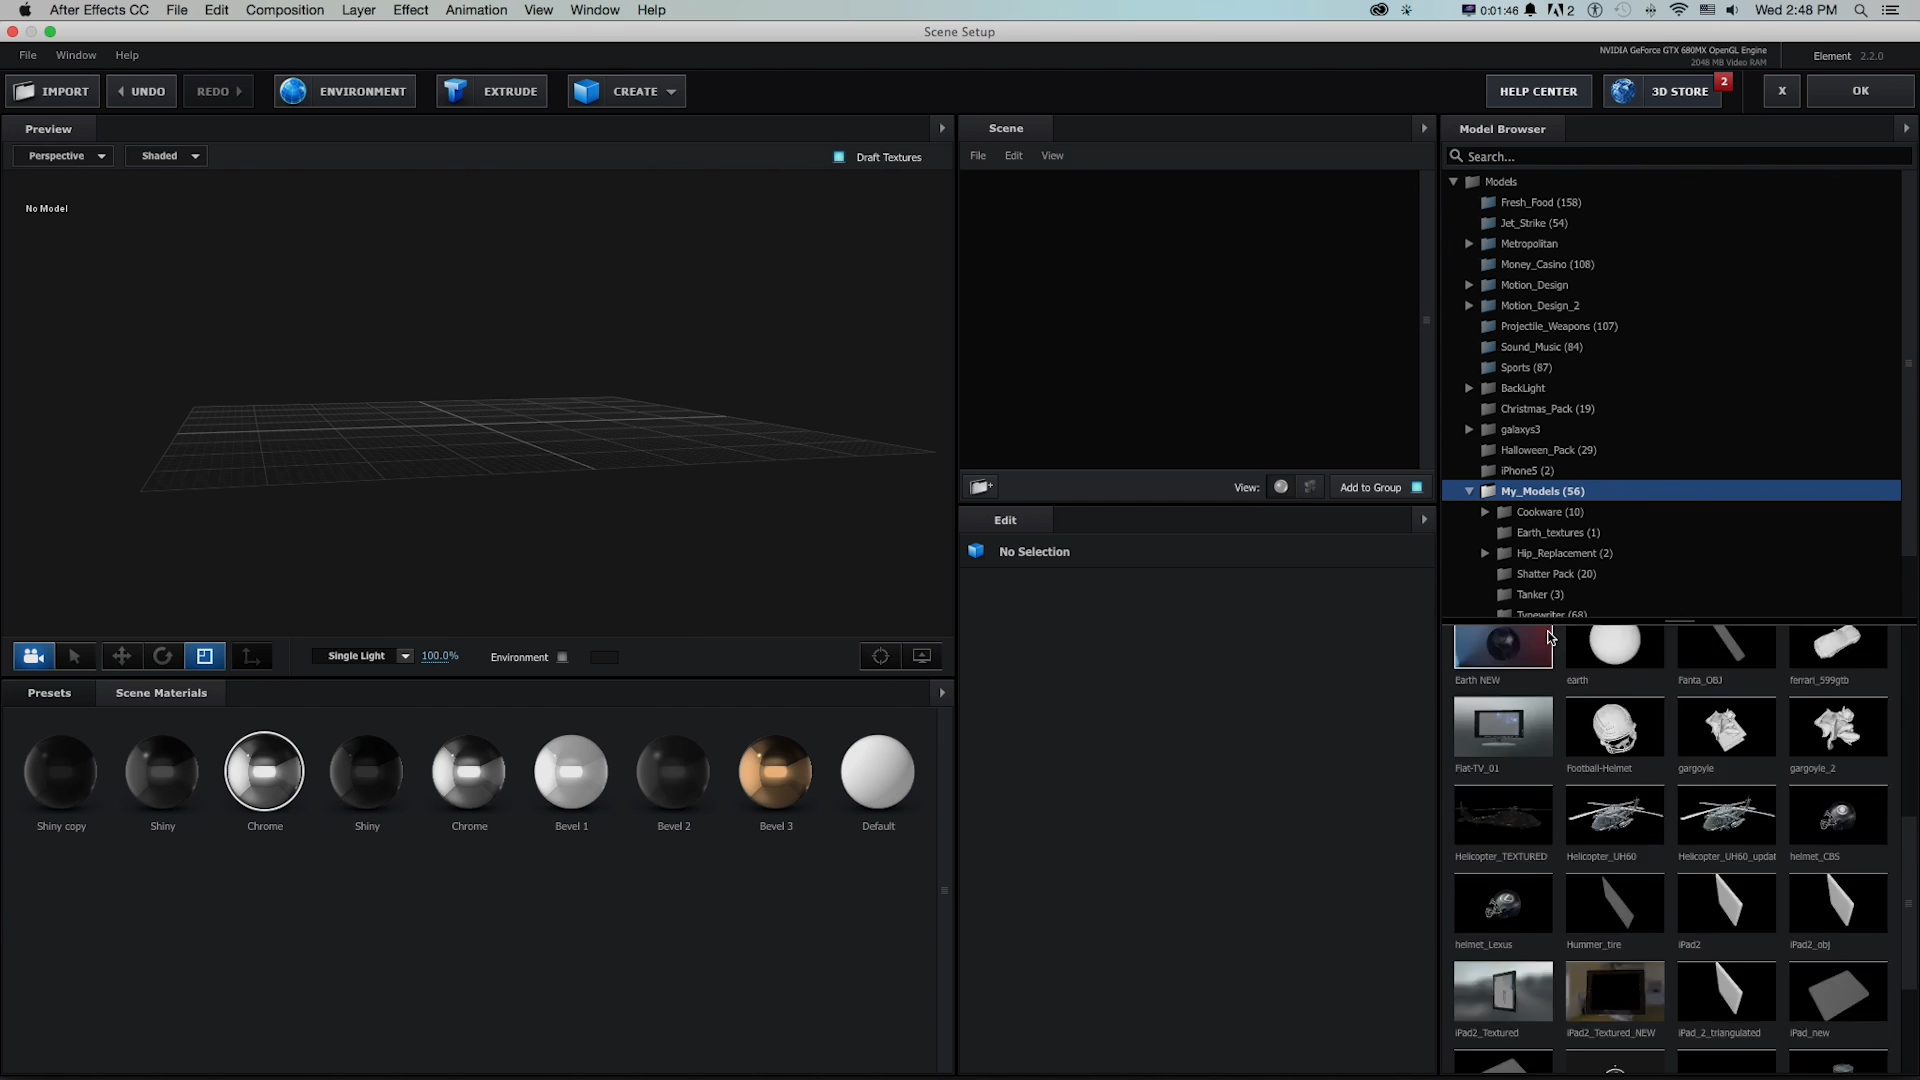 After Effects CC File Edit Composition Layer Effect Animation View Window Help 0:01:46 2 Wed 2:48 PM
Scene Setup
File Window Help
NVIDIA GeForce GTX 680MX OpenGL Engine
2048 MB Video RAM
Element 2.2.0
IMPORT UNDO REDO ENVIRONMENT EXTRUDE CREATE HELP CENTER 3D STORE 2 X OK
Preview
Perspective Shaded Draft Textures
No Model
Single Light 100.0% Environment
Presets Scene Materials
Shiny copy Shiny Chrome Shiny Chrome Bevel 1 Bevel 2 Bevel 3 Default
Scene
File Edit View
View: Add to Group
Edit
No Selection
Model Browser
Search...
Models
Fresh_Food (158)
Jet_Strike (54)
Metropolitan
Money_Casino (108)
Motion_Design
Motion_Design_2
Projectile_Weapons (107)
Sound_Music (84)
Sports (87)
BackLight
Christmas_Pack (19)
galaxys3
Halloween_Pack (29)
iPhone5 (2)
My_Models (56)
Cookware (10)
Earth_textures (1)
Hip_Replacement (2)
Shatter Pack (20)
Tanker (3)
Typewriter (68)
Earth NEW earth Fanta_OBJ ferrari_599gtb
Flat-TV_01 Football-Helmet gargoyle gargoyle_2
Helicopter_TEXTURED Helicopter_UH60 Helicopter_UH60_updat helmet_CBS
helmet_Lexus Hummer_tire iPad2 iPad2_obj
iPad2_Textured iPad2_Textured_NEW iPad_2_triangulated iPad_new